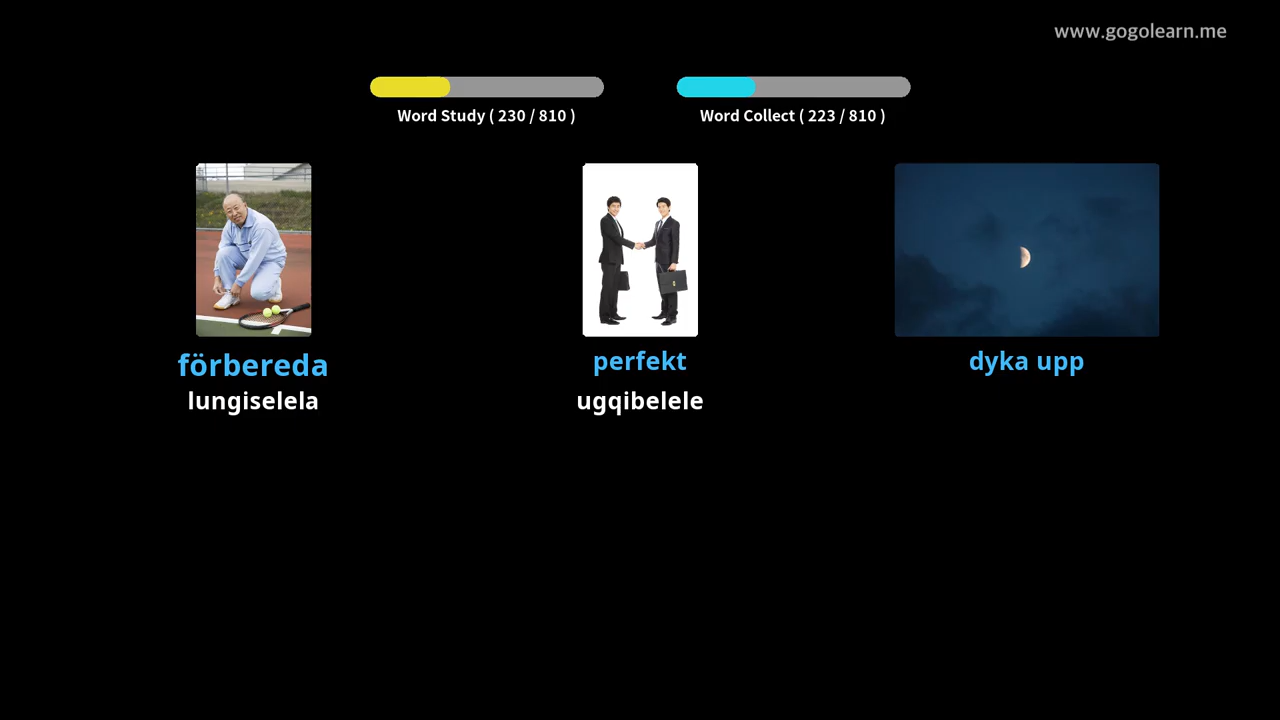 www.gogolearn.me
Word Study ( 230 / 810 )
Word Collect ( 223 / 810 )
förbereda
perfekt
dyka upp
lungiselela
ugqibelele